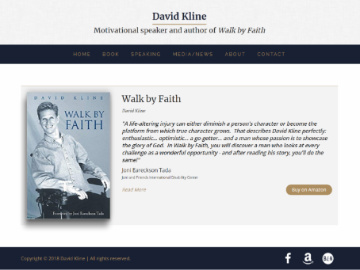 David Kline
Motivational speaker and author of Walk by Faith
HOME BOOK SPEAKING MEDIA/NEWS ABOUT CONTACT
DAVID KLINE
WALK BY
FAITH
Foreword by Joni Eareckson Tada
Walk by Faith
David Kline
"A life-altering injury can either diminish a person's character or become the
platform from which true character grows. That describes David Kline perfectly:
enthusiastic... optimistic... a go getter... and a man whose passion is to showcase
the glory of God. In Walk by Faith, you will discover a man who looks at every
challenge as a wonderful opportunity - and after reading his story, you'll do the
same!"
Joni Eareckson Tada
Joni and Friends International Disability Center
Read More
Buy on Amazon
Copyright © 2018 David Kline | All rights reserved.